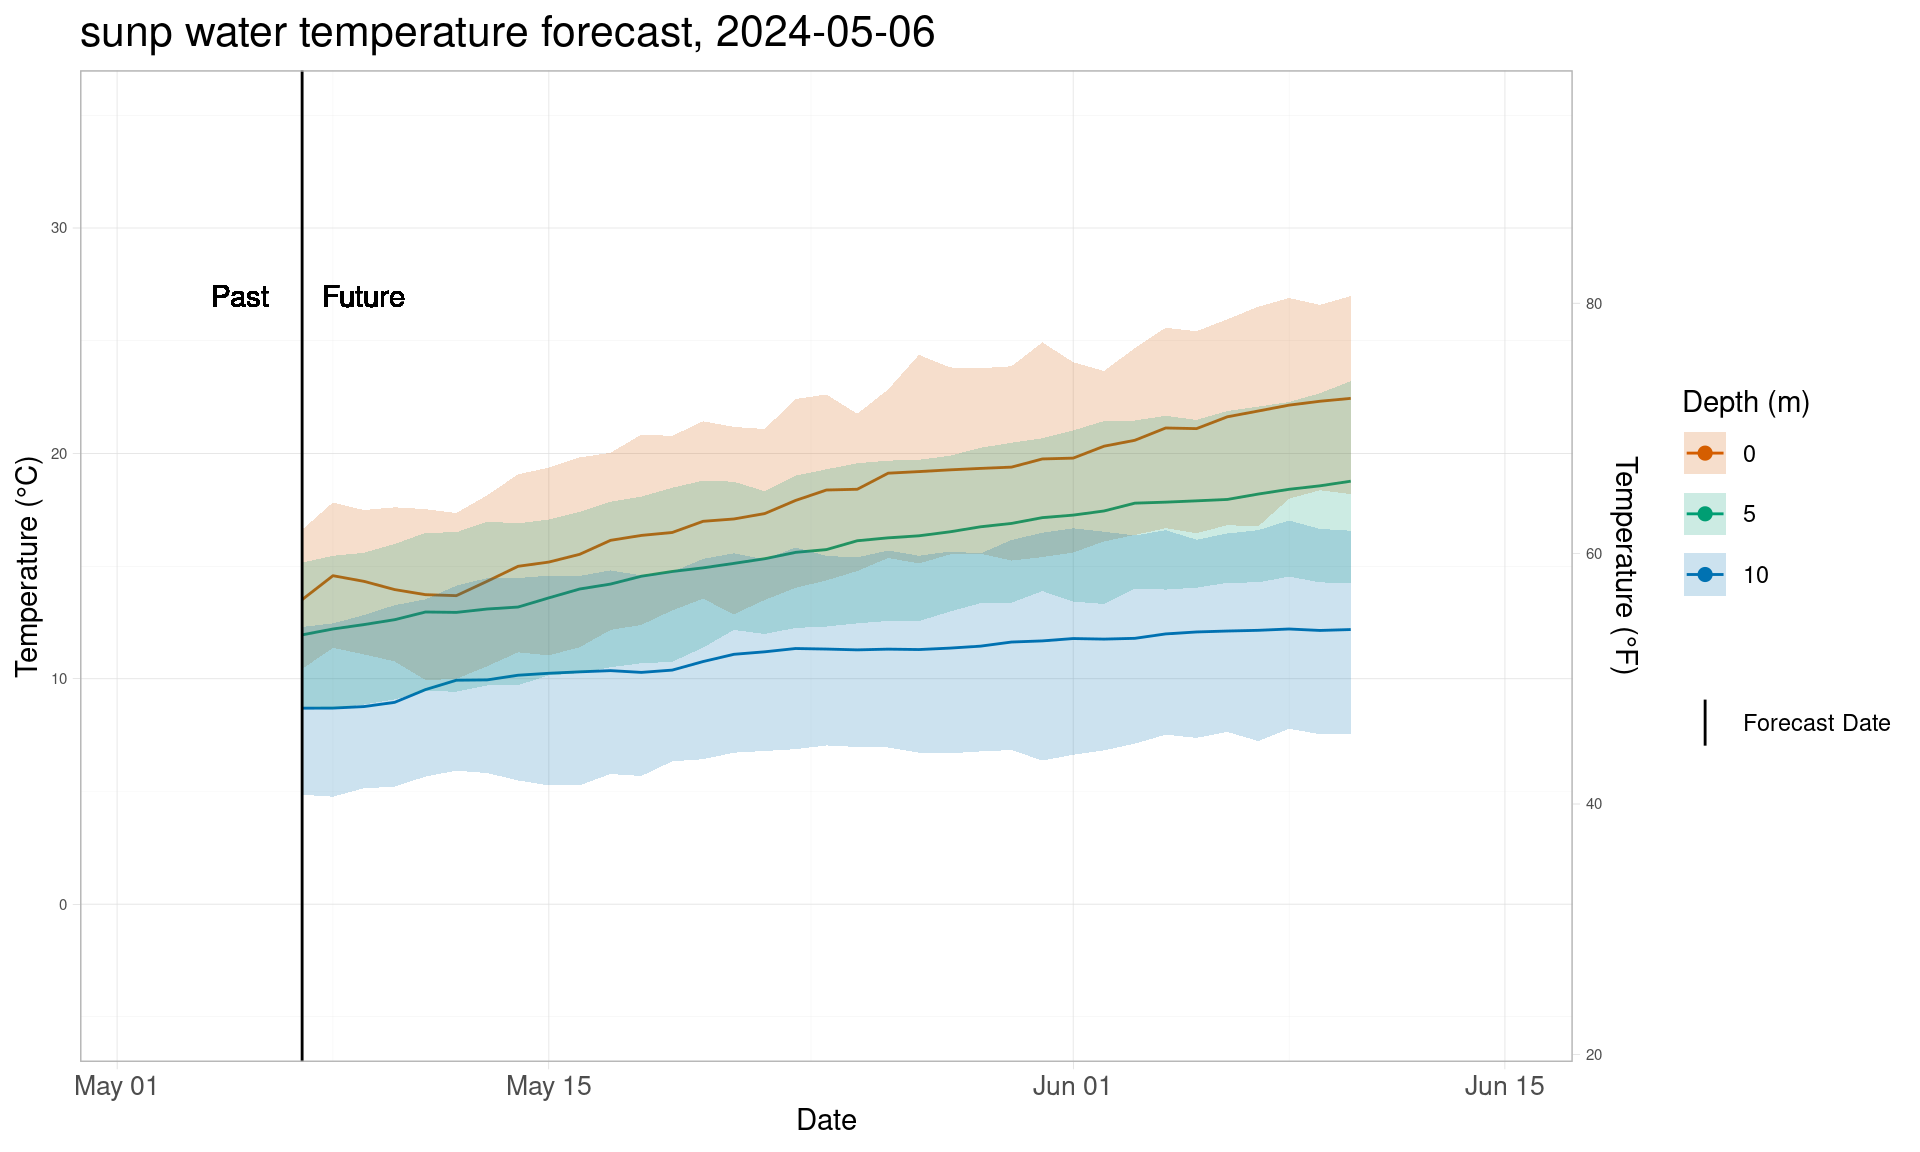 sunp water temperature forecast, 2024-05-06
Temperature (°C)
30
20
10
0
Past
Future
80
60
40
20
Temperature (°F)
May 01
May 15
Jun 01
Jun 15
Date
Depth (m)
0
5
10
Forecast Date